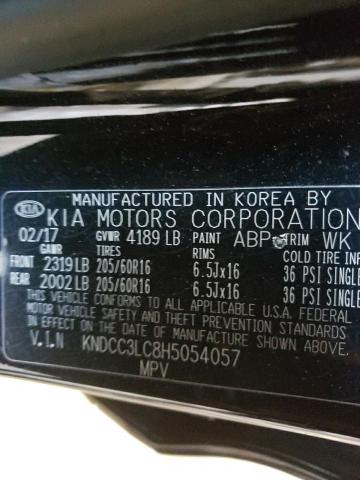 MANUFACTURED IN KOREA BY
KIA KIA MOTORS CORPORATION
02/17 GVWR 4189 LB PAINT ABP TRIM WK
GAWR TIRES RIMS COLD TIRE
FRONT 2319 LB 205/60R16 6.5Jx16 36 PSI SINGL
REAR 2002 LB 205/60R16 6.5Jx16 36 PSI SINGL
THIS VEHICLE CONFORMS TO ALL APPLICABLE U.S.A. FEDERAL
MOTOR VEHICLE SAFETY AND THEFT PREVENTION STANDARDS
IN EFFECT ON THE DATE OF MANUFACTURE SHOWN ABOVE.
V.I.N KNDCC3LC8H5054057
MPV